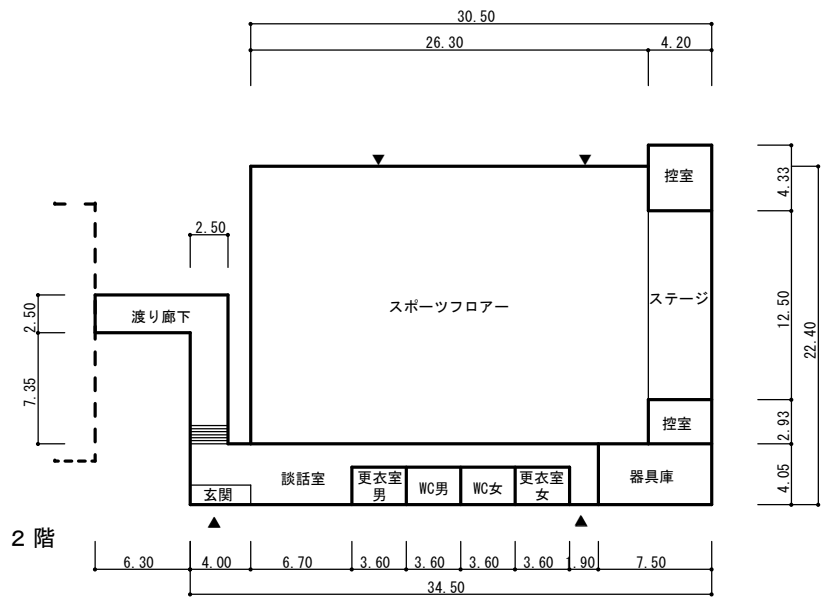 30.50
26.30
4.20
控室
4.33
2.50
スポーツフロアー
ステージ
12.50
22.40
2.50
渡り廊下
7.35
控室
2.93
談話室
更衣室
男
WC男
WC女
更衣室
女
器具庫
4.05
玄関
2階
6.30
4.00
6.70
3.60
3.60
3.60
3.60
1.90
7.50
34.50